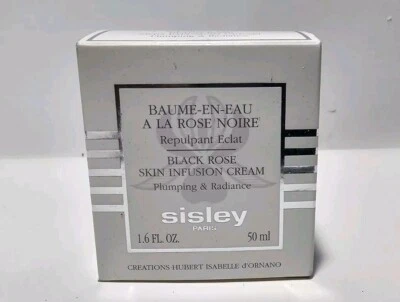 BAUME-EN-EAU
A LA ROSE NOIRE
Repulpant Eclat
BLACK ROSE
SKIN INFUSION CREAM
Plumping & Radiance
sisley
PARIS
1.6 FL. OZ. 50 ml
CREATIONS HUBERT ISABELLE d'ORNANO